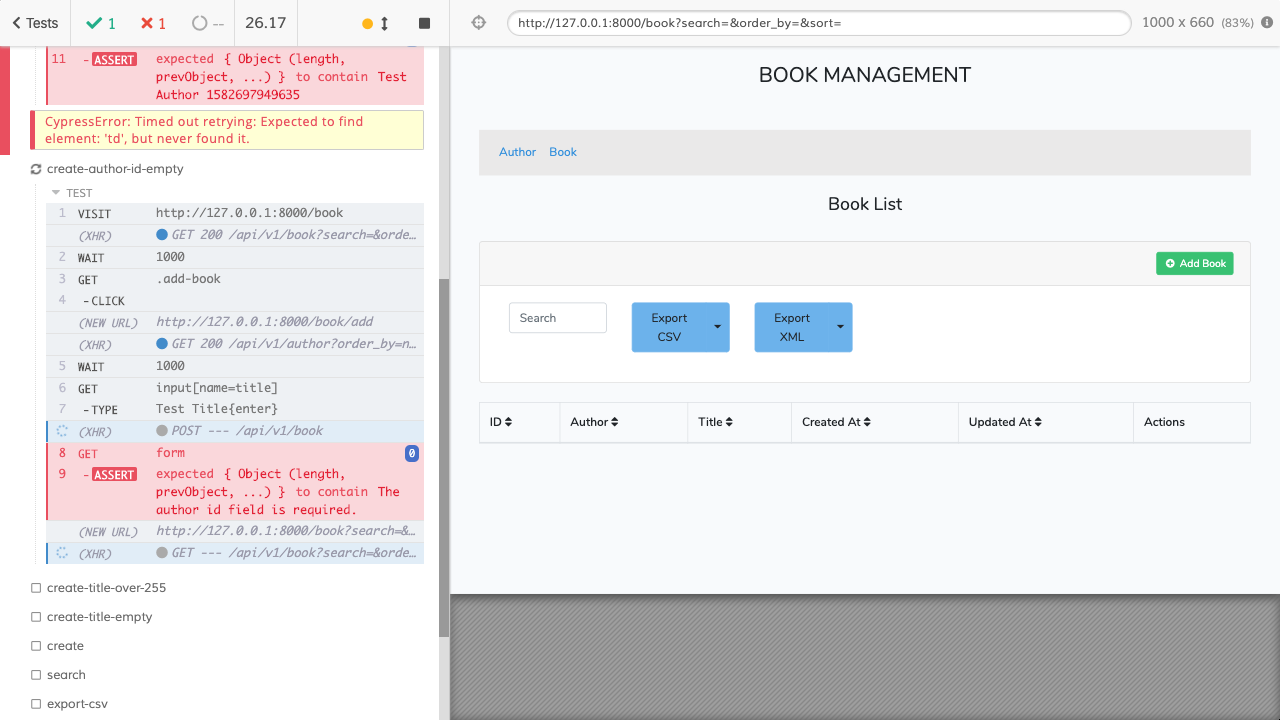 Tests
1
1
--
26.17
http://127.0.0.1:8000/book?search=&order_by=&sort=
1000 x 660 (83%)
11 - ASSERT expected { Object (length,
prevObject, ...) } to contain Test
Author 1582697949635
CypressError: Timed out retrying: Expected to find
element: 'td', but never found it.
create-author-id-empty
TEST
1 VISIT http://127.0.0.1:8000/book
(XHR) GET 200 /api/v1/book?search=&orde...
2 WAIT 1000
3 GET .add-book
4 - CLICK
(NEW URL) http://127.0.0.1:8000/book/add
(XHR) GET 200 /api/v1/author?order_by=n...
5 WAIT 1000
6 GET input[name=title]
7 - TYPE Test Title{enter}
(XHR) POST --- /api/v1/book
8 GET form 0
9 - ASSERT expected { Object (length,
prevObject, ...) } to contain The
author id field is required.
(NEW URL) http://127.0.0.1:8000/book?search=&...
(XHR) GET --- /api/v1/book?search=&orde...
create-title-over-255
create-title-empty
create
search
export-csv
BOOK MANAGEMENT
Author Book
Book List
Add Book
Search
Export
CSV
Export
XML
ID Author Title Created At Updated At Actions